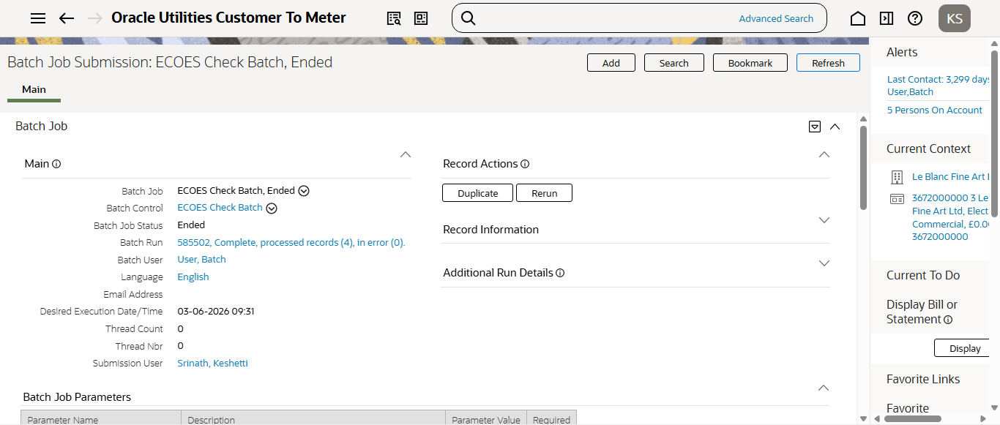 Oracle Utilities Customer To Meter
Advanced Search
KS
Batch Job Submission: ECOES Check Batch, Ended
Add
Search
Bookmark
Refresh
Main
Batch Job
Main
Batch Job ECOES Check Batch, Ended
Batch Control ECOES Check Batch
Batch Job Status Ended
Batch Run 585502, Complete, processed records (4), in error (0).
Batch User User, Batch
Language English
Email Address
Desired Execution Date/Time 03-06-2026 09:31
Thread Count 0
Thread Nbr 0
Submission User Srinath, Keshetti
Record Actions
Duplicate
Rerun
Record Information
Additional Run Details
Batch Job Parameters
Parameter Name Description Parameter Value Required
Alerts
Last Contact: 3,299 days
User,Batch
5 Persons On Account
Current Context
Le Blanc Fine Art
3672000000 3 Le
Fine Art Ltd, Elect
Commercial, £0.0
3672000000
Current To Do
Display Bill or
Statement
Display
Favorite Links
Favorite